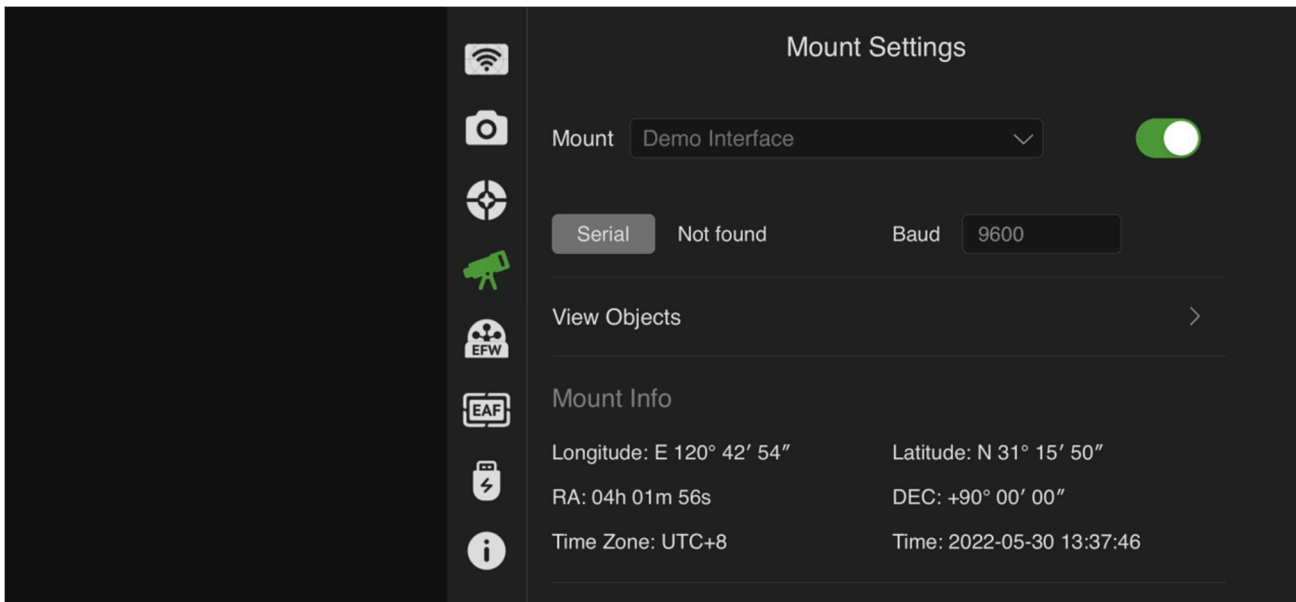 Mount Settings
Mount Demo Interface
Serial Not found Baud 9600
View Objects
EFW
Mount Info
EAF
Longitude: E 120° 42′ 54″ Latitude: N 31° 15′ 50″
RA: 04h 01m 56s DEC: +90° 00′ 00″
Time Zone: UTC+8 Time: 2022-05-30 13:37:46